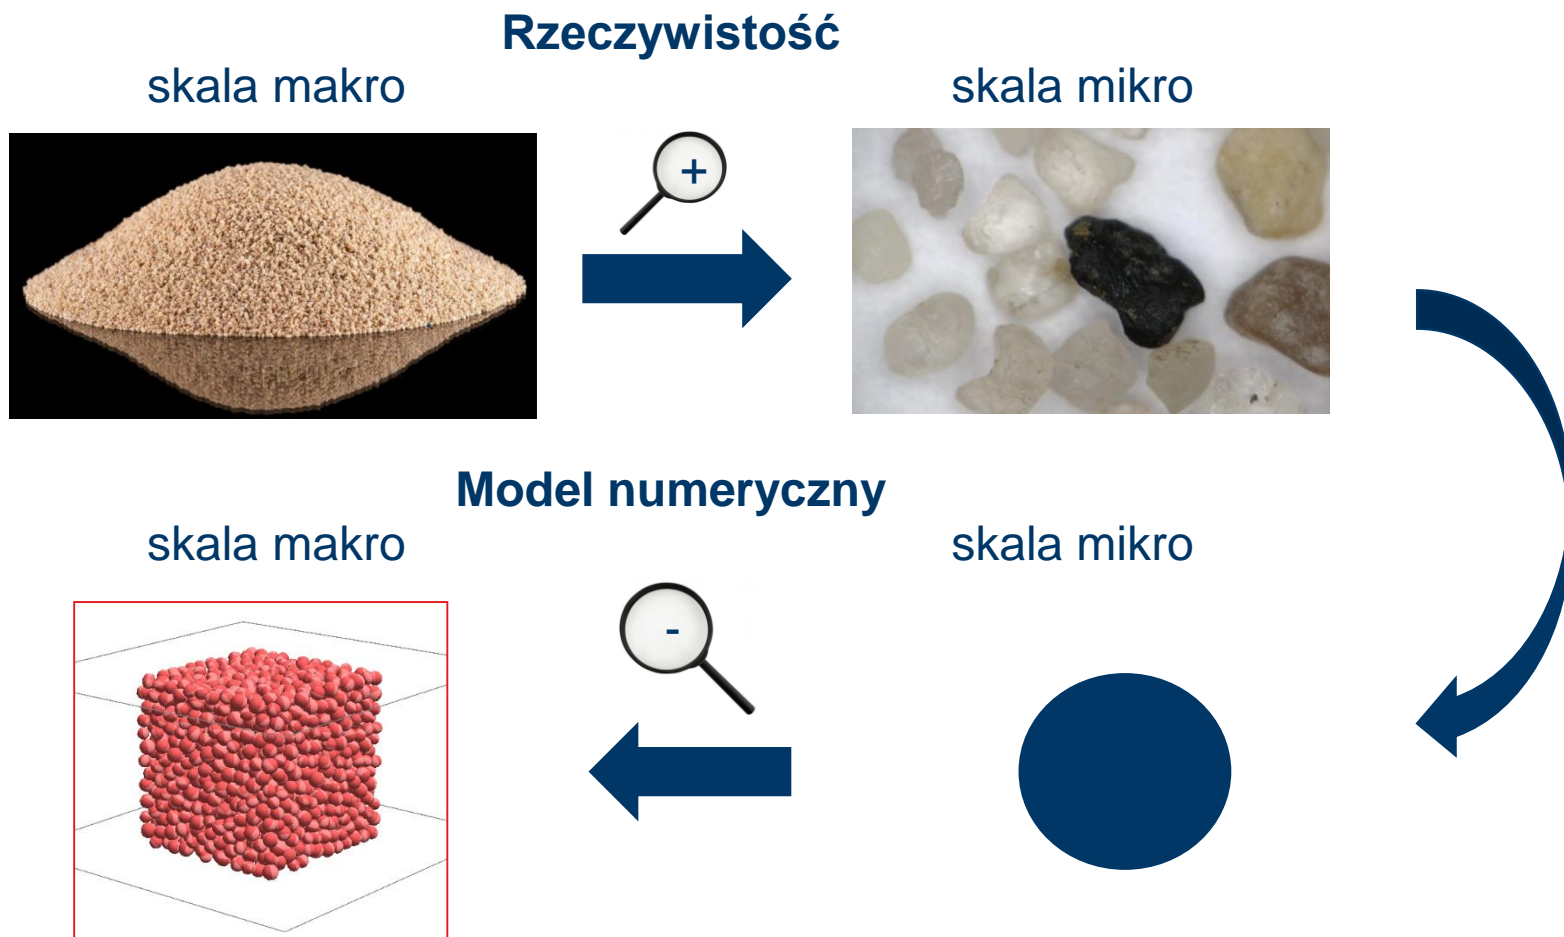 Rzeczywistość
skala makro
skala mikro
+
Model numeryczny
skala makro
skala mikro
-